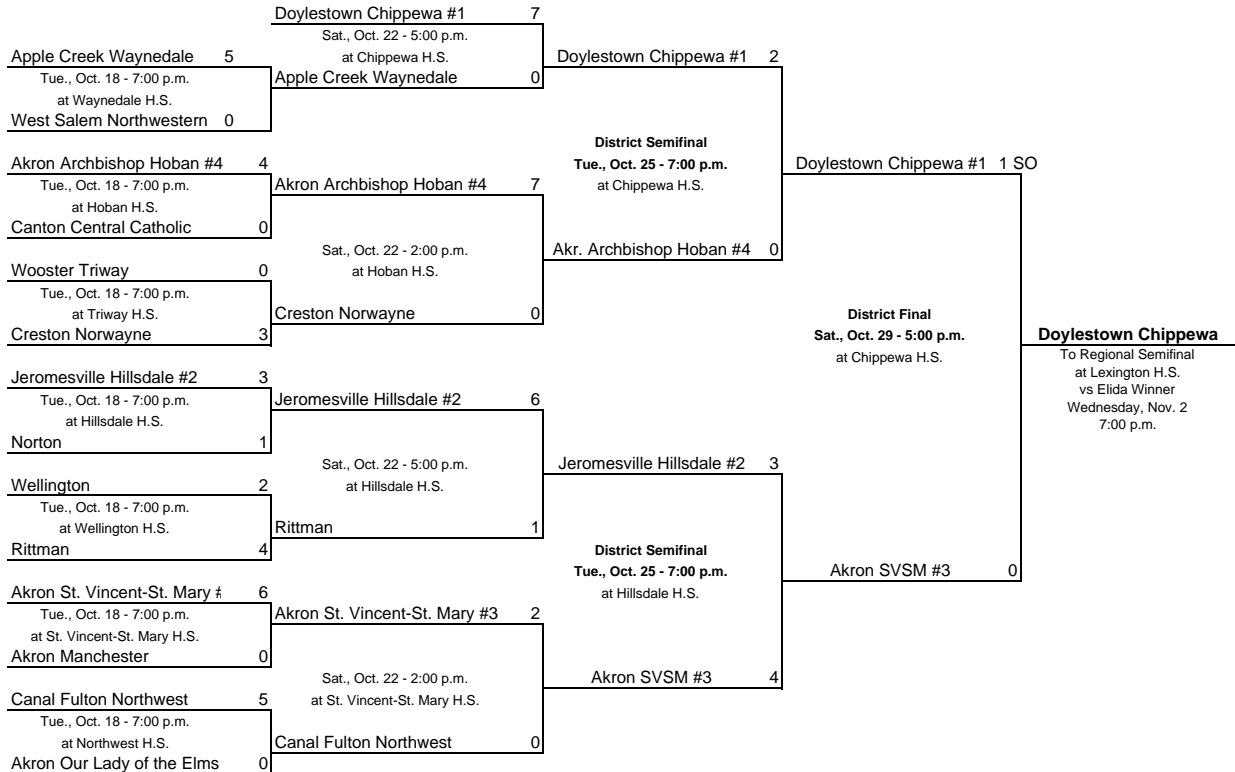 Doylestown Chippewa #1 7
Sat., Oct. 22 - 5:00 p.m.
at Chippewa H.S.
Apple Creek Waynedale 0
Apple Creek Waynedale 5
Tue., Oct. 18 - 7:00 p.m.
at Waynedale H.S.
West Salem Northwestern 0
Akron Archbishop Hoban #4 4
Tue., Oct. 18 - 7:00 p.m.
at Hoban H.S.
Canton Central Catholic 0
Akron Archbishop Hoban #4 7
Sat., Oct. 22 - 2:00 p.m.
at Hoban H.S.
Creston Norwayne 0
Wooster Triway 0
Tue., Oct. 18 - 7:00 p.m.
at Triway H.S.
Creston Norwayne 3
Jeromesville Hillsdale #2 3
Tue., Oct. 18 - 7:00 p.m.
at Hillsdale H.S.
Norton 1
Jeromesville Hillsdale #2 6
Sat., Oct. 22 - 5:00 p.m.
at Hillsdale H.S.
Rittman 1
Wellington 2
Tue., Oct. 18 - 7:00 p.m.
at Wellington H.S.
Rittman 4
Akron St. Vincent-St. Mary 6
Tue., Oct. 18 - 7:00 p.m.
at St. Vincent-St. Mary H.S.
Akron Manchester 0
Akron St. Vincent-St. Mary #3 2
Sat., Oct. 22 - 2:00 p.m.
at St. Vincent-St. Mary H.S.
Canal Fulton Northwest 0
Canal Fulton Northwest 5
Tue., Oct. 18 - 7:00 p.m.
at Northwest H.S.
Akron Our Lady of the Elms 0
Doylestown Chippewa #1 2
District Semifinal
Tue., Oct. 25 - 7:00 p.m.
at Chippewa H.S.
Akr. Archbishop Hoban #4 0
Jeromesville Hillsdale #2 3
District Semifinal
Tue., Oct. 25 - 7:00 p.m.
at Hillsdale H.S.
Akron SVSM #3 4
Doylestown Chippewa #1 1 SO
District Final
Sat., Oct. 29 - 5:00 p.m.
at Chippewa H.S.
Akron SVSM #3 0
Doylestown Chippewa
To Regional Semifinal
at Lexington H.S.
vs Elida Winner
Wednesday, Nov. 2
7:00 p.m.